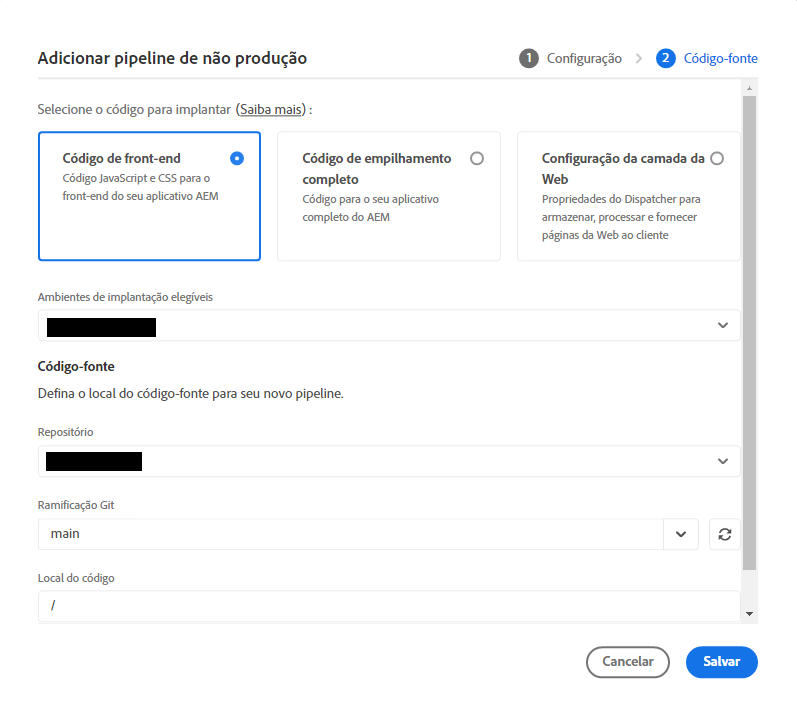 Adicionar pipeline de não produção
1 Configuração
2 Código-fonte
Selecione o código para implantar (Saiba mais) :
Código de front-end
Código JavaScript e CSS para o
front-end do seu aplicativo AEM
Código de empilhamento
completo
Código para o seu aplicativo
completo do AEM
Configuração da camada da
Web
Propriedades do Dispatcher para
armazenar, processar e fornecer
páginas da Web ao cliente
Ambientes de implantação elegíveis
Código-fonte
Defina o local do código-fonte para seu novo pipeline.
Repositório
Ramificação Git
main
Local do código
/
Cancelar
Salvar